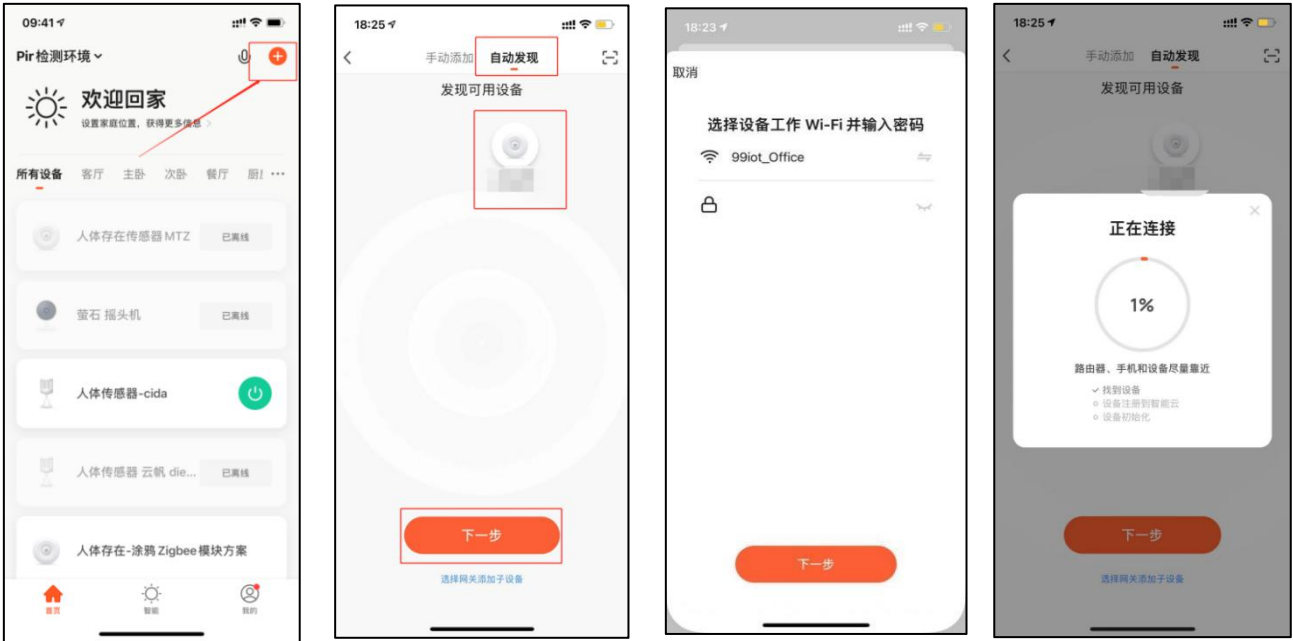 09:41
Pir检测环境
欢迎回家
设置家庭位置，获得更多信息 >
所有设备 客厅 主卧 次卧 餐厅
人体存在传感器MTZ 已离线
萤石 摇头机 已离线
人体传感器-cida
人体传感器 云帆 die... 已离线
人体存在-涂鸦 Zigbee模块方案
首页 智能 我的
18:25
手动添加 自动发现
发现可用设备
下一步
选择网关添加子设备
18:23
取消
选择设备工作 Wi-Fi 并输入密码
99iot_Office
下一步
18:25
手动添加 自动发现
发现可用设备
正在连接
1%
路由器、手机和设备尽量靠近
找到设备
设备注册到智能云
设备初始化
下一步
选择网关添加子设备